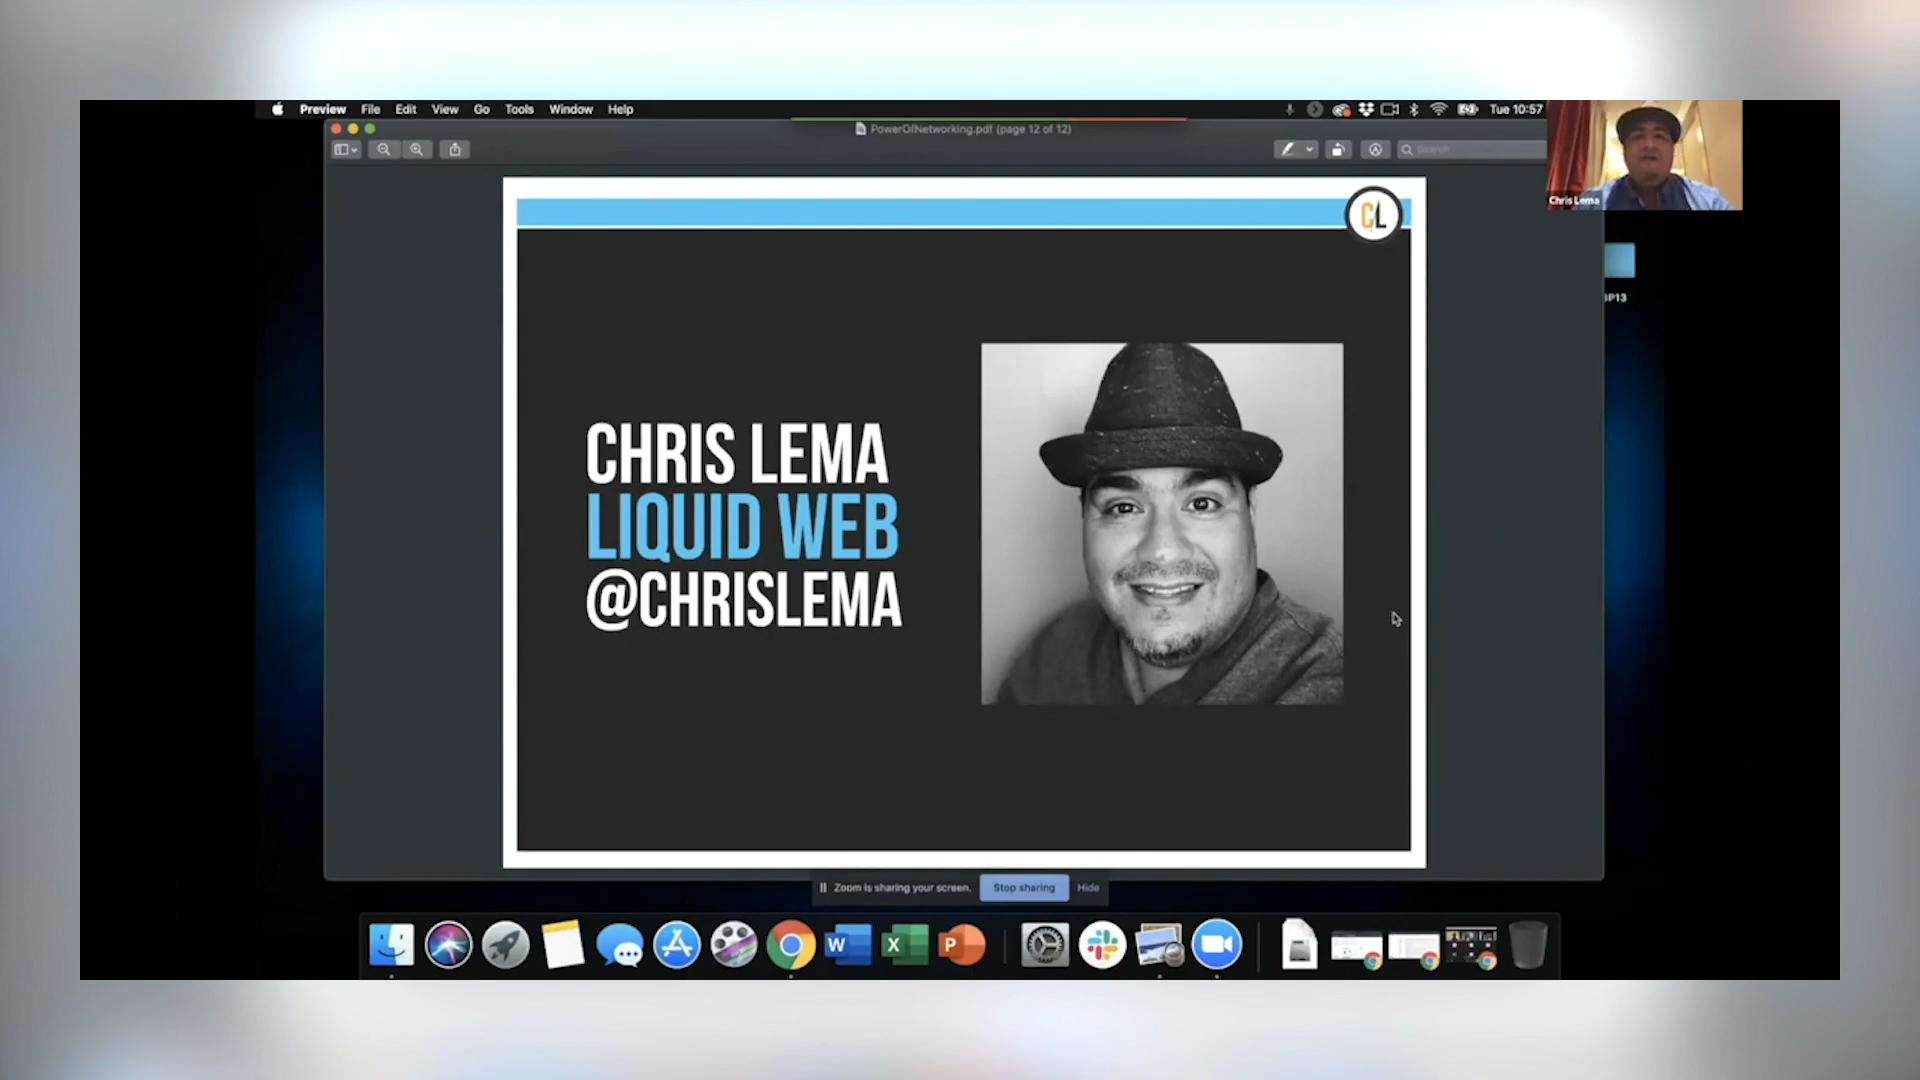 Preview File Edit View Go Tools Window Help
Tue 10:57
PowerOfNetworking.pdf (page 12 of 12)
Search
Chris Lema
CL
CHRIS LEMA
LIQUID WEB
@CHRISLEMA
Zoom is sharing your screen. Stop sharing Hide
W
X
P